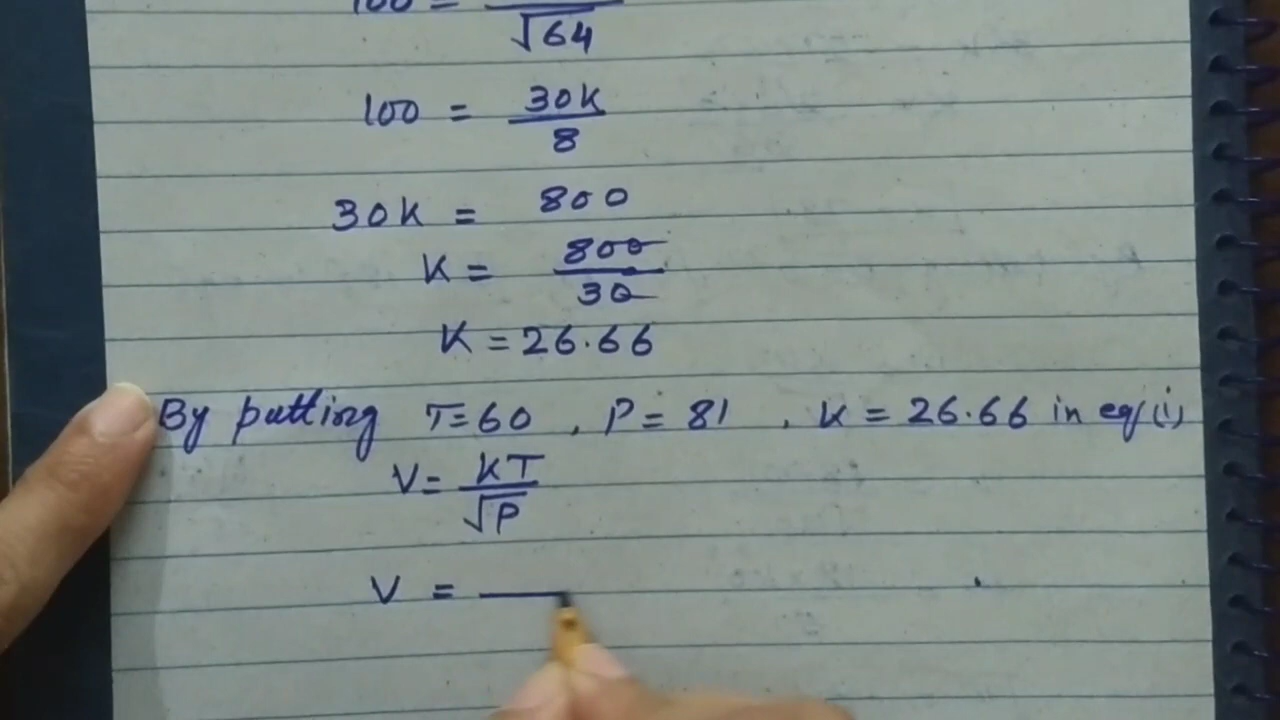 100 = ‾‾‾/√64
100 = 30K/8
30K = 800
K = 800/30
K = 26.66
By putting T=60 , P = 81 , K = 26.66 in eq(i)
V = KT/√P
V =